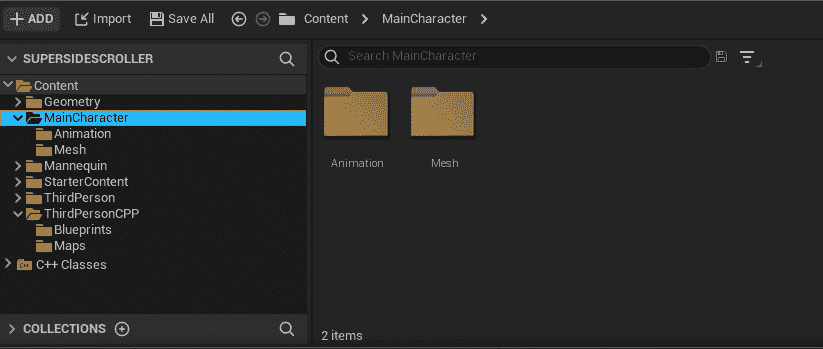 ADD Import Save All Content MainCharacter
SUPERSIDESCROLLER
Search MainCharacter
Content
Geometry
MainCharacter
Animation
Mesh
Mannequin
StarterContent
ThirdPerson
ThirdPersonCPP
Blueprints
Maps
C++ Classes
Animation Mesh
COLLECTIONS
2 items